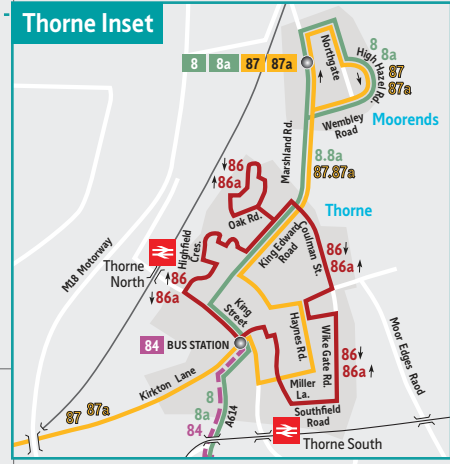 Thorne Inset
8 8a 87 87a
Northgate
High Hazel Rd.
8
8a
87
87a
Wembley
Road
Moorends
Marshland Rd.
8.8a
87.87a
Thorne
↓86
↑86a
Oak Rd.
Highfield
Cres.
King Edward
Road
Coulman St.
86↓
86a↑
M18 Motorway
Thorne
North
↑86
↓86a
King
Street
84 BUS STATION
Haynes Rd.
Wike Gate Rd.
86↓
86a↑
Moor Edges Raod
Kirkton Lane
87 87a
Miller
La.
Southfield
Road
8
8a
84
A614
Thorne South